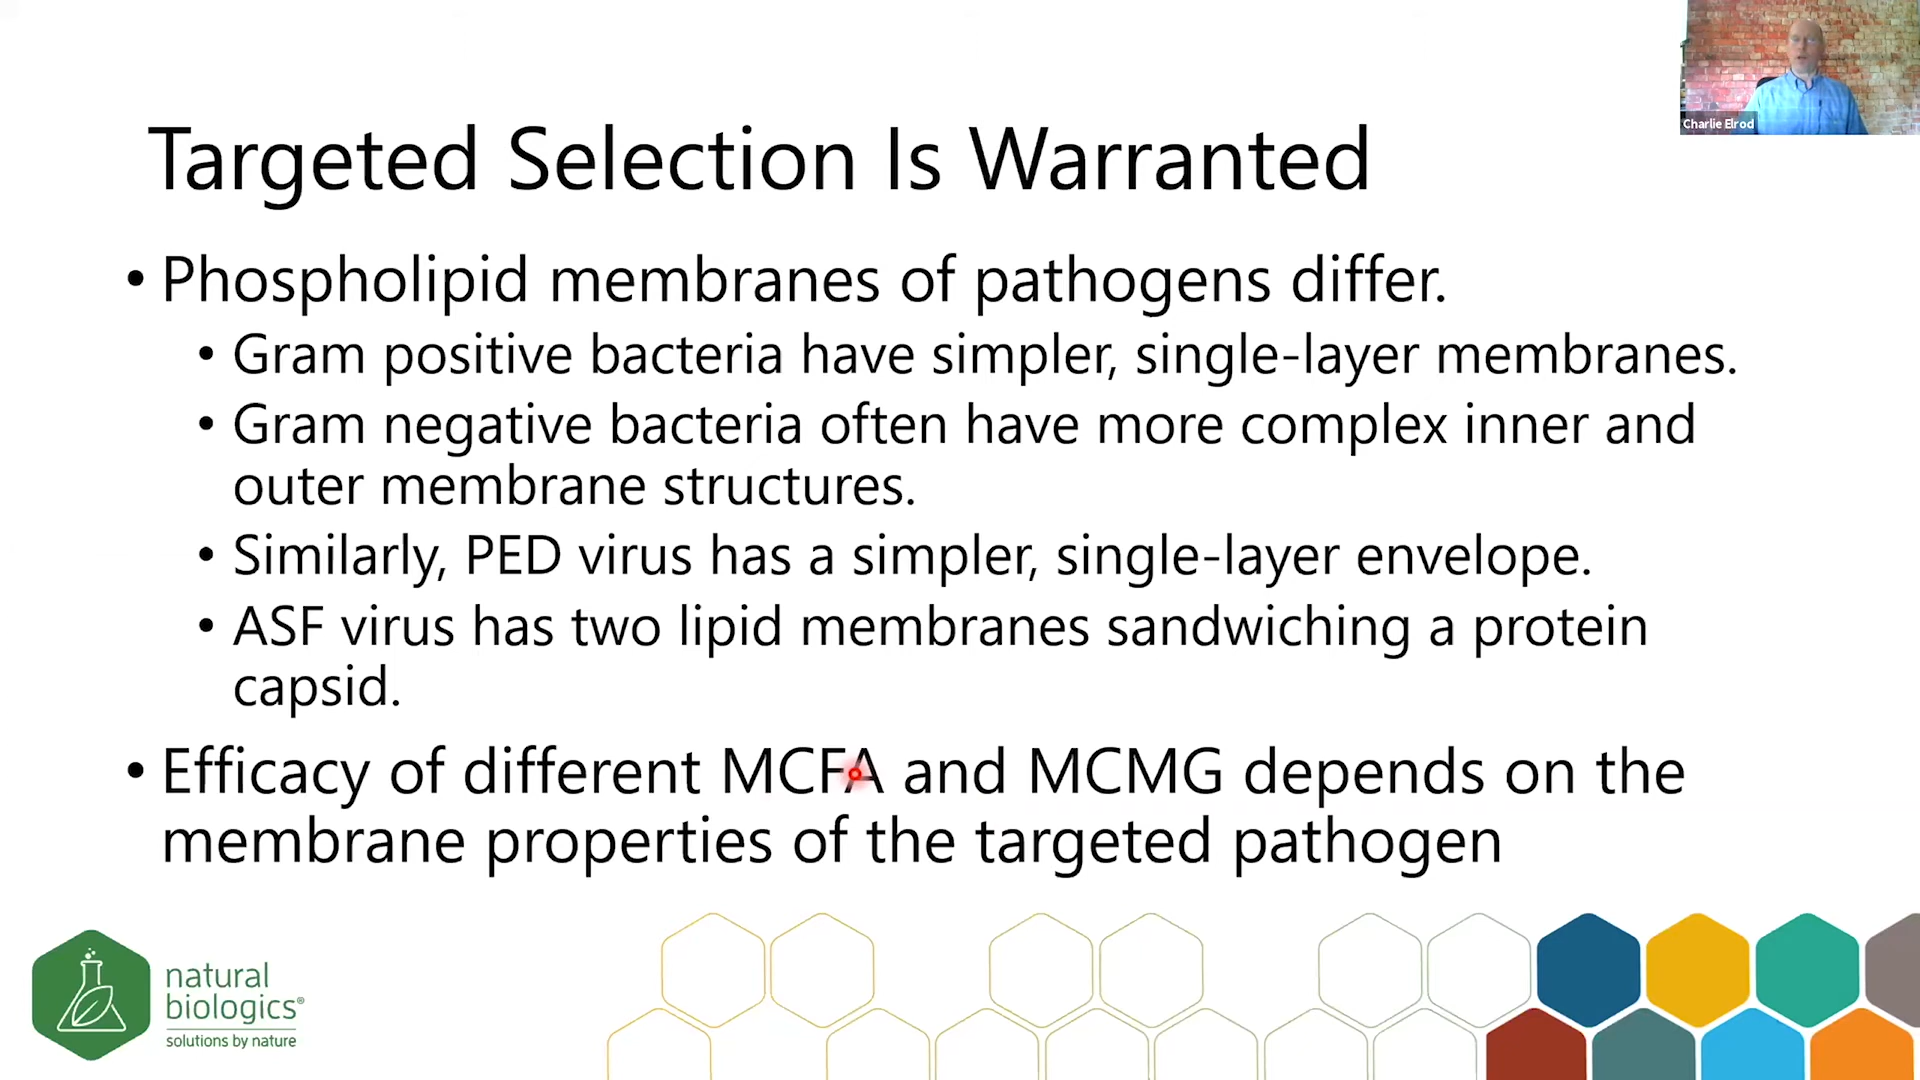 Charlie Elrod
Targeted Selection Is Warranted
• Phospholipid membranes of pathogens differ.
• Gram positive bacteria have simpler, single-layer membranes.
• Gram negative bacteria often have more complex inner and
outer membrane structures.
• Similarly, PED virus has a simpler, single-layer envelope.
• ASF virus has two lipid membranes sandwiching a protein
capsid.
• Efficacy of different MCFA and MCMG depends on the
membrane properties of the targeted pathogen
natural
biologics®
solutions by nature